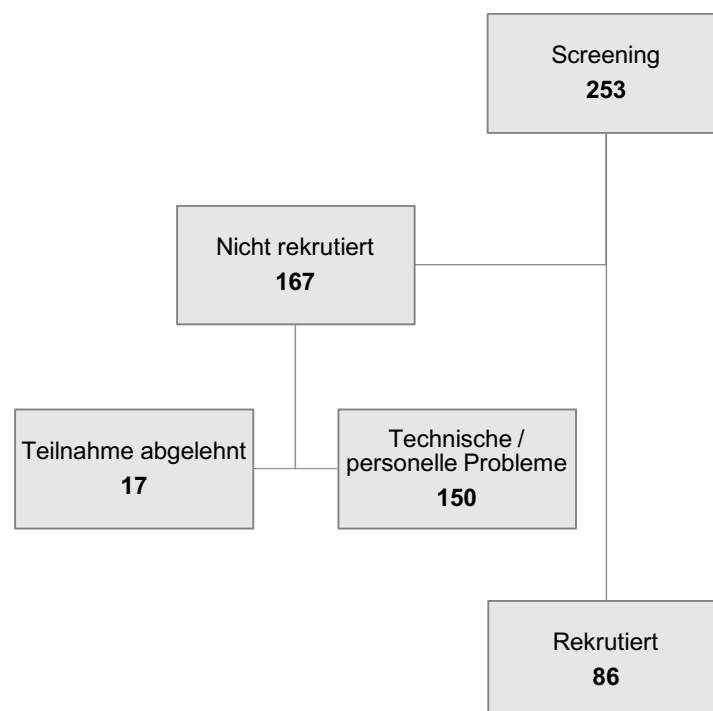 Screening
253
Nicht rekrutiert
167
Teilnahme abgelehnt
17
Technische /
personelle Probleme
150
Rekrutiert
86